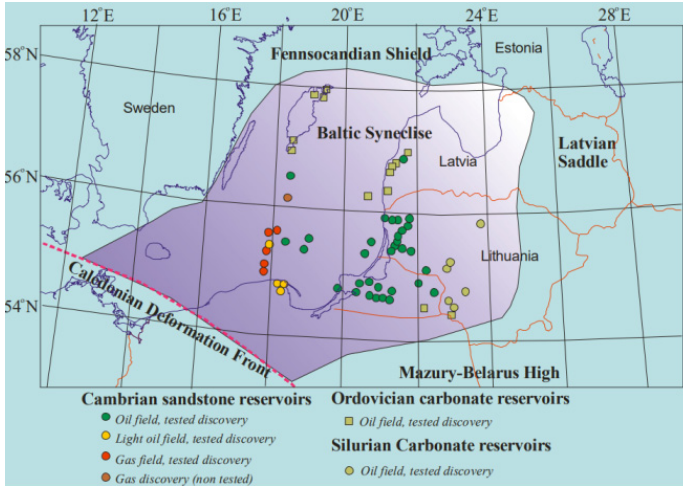 12°E 16°E 20°E 24°E 28°E
58°N
Fennsocandian Shield
Estonia
Sweden
Baltic Syneclise
Latvia
Latvian
Saddle
56°N
Lithuania
54°N
Caledonian Deformation Front
Mazury-Belarus High
Cambrian sandstone reservoirs
Oil field, tested discovery
Light oil field, tested discovery
Gas field, tested discovery
Gas discovery (non tested)
Ordovician carbonate reservoirs
Oil field, tested discovery
Silurian Carbonate reservoirs
Oil field, tested discovery